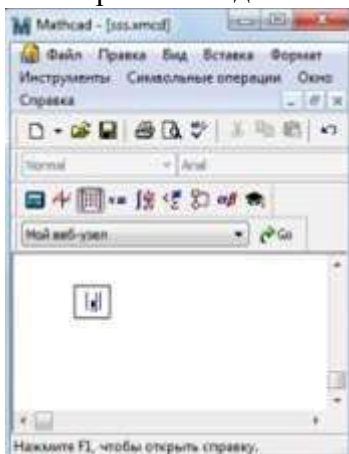 Mathcad - [sss.xmcd]
Файл Правка Вид Вставка Формат
Инструменты Символьные операции Окно
Справка
Normal Arial
Мой веб-узел Go
Нажмите F1, чтобы открыть справку.